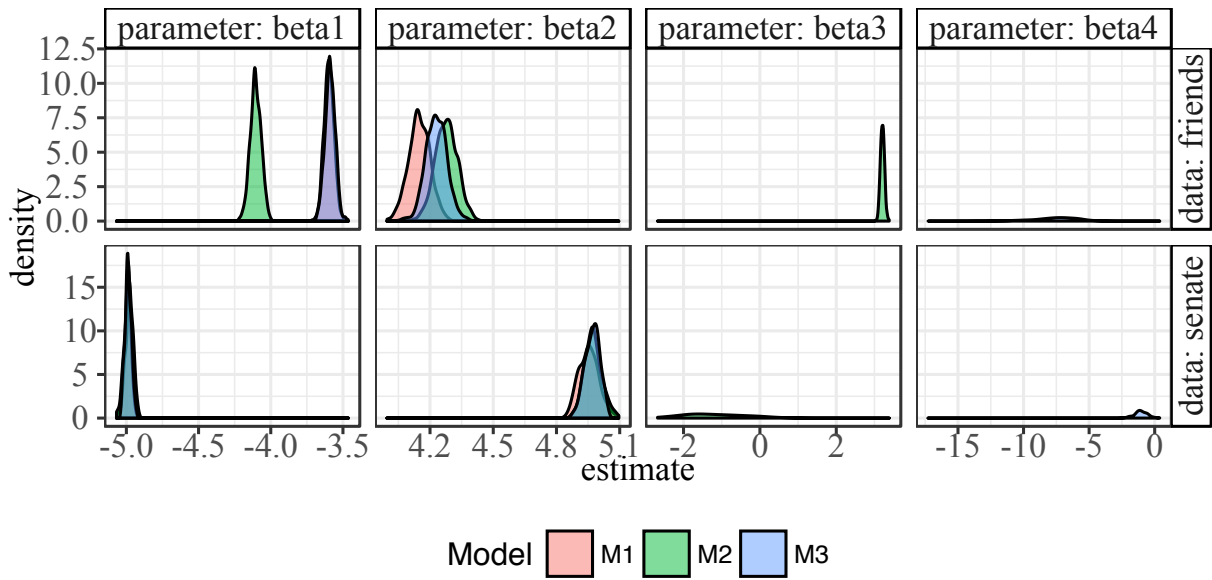 parameter: beta1 parameter: beta2 parameter: beta3 parameter: beta4
12.5
10.0
7.5
5.0
2.5
0.0
data: friends
density
15
10
5
0
data: senate
-5.0 -4.5 -4.0 -3.5 4.2 4.5 4.8 5.1 -2 0 2 -15 -10 -5 0
estimate
Model M1 M2 M3